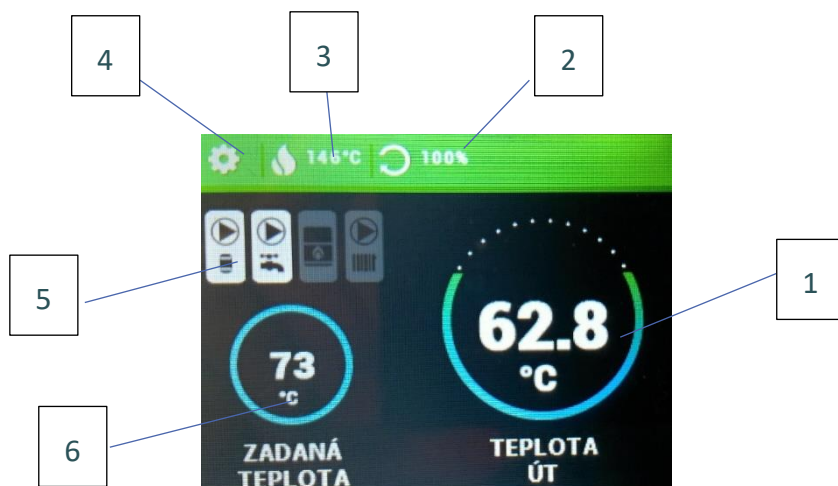 4
3
2
146°C
100%
5
1
62.8
°C
73
°C
6
ZADANÁ
TEPLOTA
TEPLOTA
ÚT